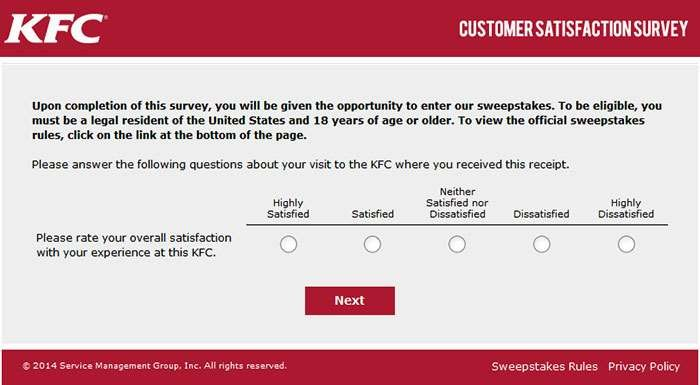 KFC
CUSTOMER SATISFACTION SURVEY
Upon completion of this survey, you will be given the opportunity to enter our sweepstakes. To be eligible, you
must be a legal resident of the United States and 18 years of age or older. To view the official sweepstakes
rules, click on the link at the bottom of the page.
Please answer the following questions about your visit to the KFC where you received this receipt.
Highly
Satisfied
Satisfied
Neither
Satisfied nor
Dissatisfied
Dissatisfied
Highly
Dissatisfied
Please rate your overall satisfaction
with your experience at this KFC.
Next
© 2014 Service Management Group, Inc. All rights reserved.
Sweepstakes Rules Privacy Policy